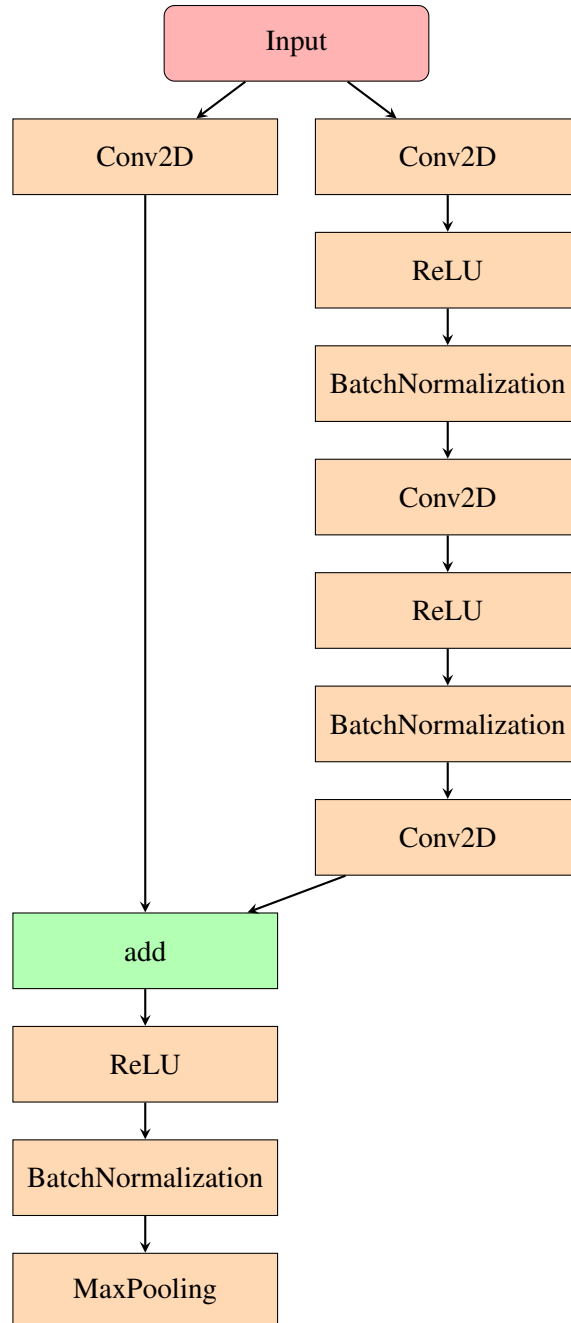 Input
Conv2D
Conv2D
ReLU
BatchNormalization
Conv2D
ReLU
BatchNormalization
Conv2D
add
ReLU
BatchNormalization
MaxPooling